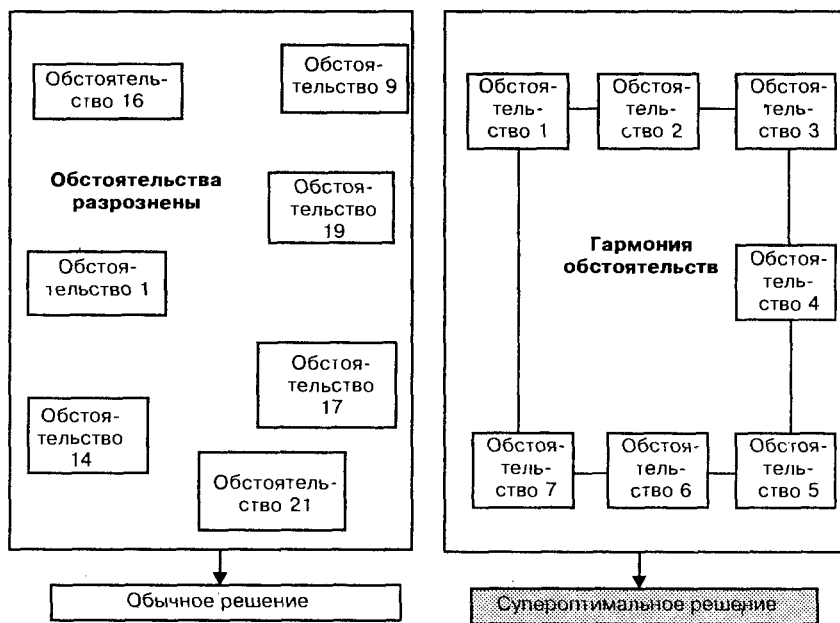 Обстоятель-
ство 16
Обстоя-
тельство 9
Обстоятельства
разрознены
Обстоя-
тельство
19
Обстоя-
тельство 1
Обстоя-
тельство
17
Обстоя-
тельство
14
Обстоятель-
ство 21
Обычное решение
Обстоя-
тель-
ство 1
Обстоя-
тель-
ство 2
Обстоя-
тель-
ство 3
Гармония
обстоятельств
Обстоя-
тель-
ство 4
Обстоя-
тель-
ство 7
Обстоя-
тель-
ство 6
Обстоя-
тель-
ство 5
Супероптимальное решение